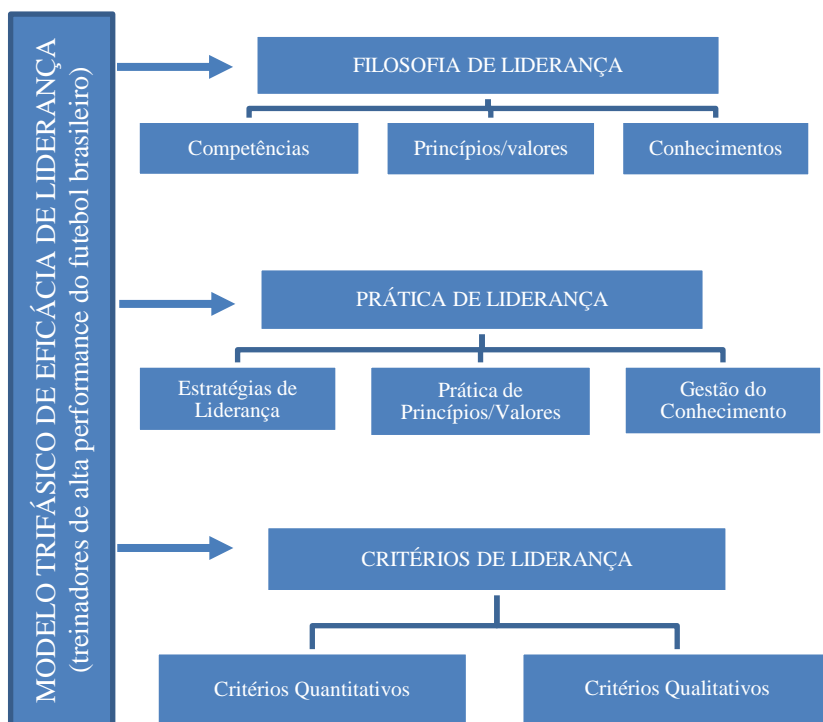 MODELO TRIFÁSICO DE EFICÁCIA DE LIDERANÇA
(treinadores de alta performance do futebol brasileiro)
FILOSOFIA DE LIDERANÇA
Competências
Princípios/valores
Conhecimentos
PRÁTICA DE LIDERANÇA
Estratégias de
Liderança
Prática de
Princípios/Valores
Gestão do
Conhecimento
CRITÉRIOS DE LIDERANÇA
Critérios Quantitativos
Critérios Qualitativos